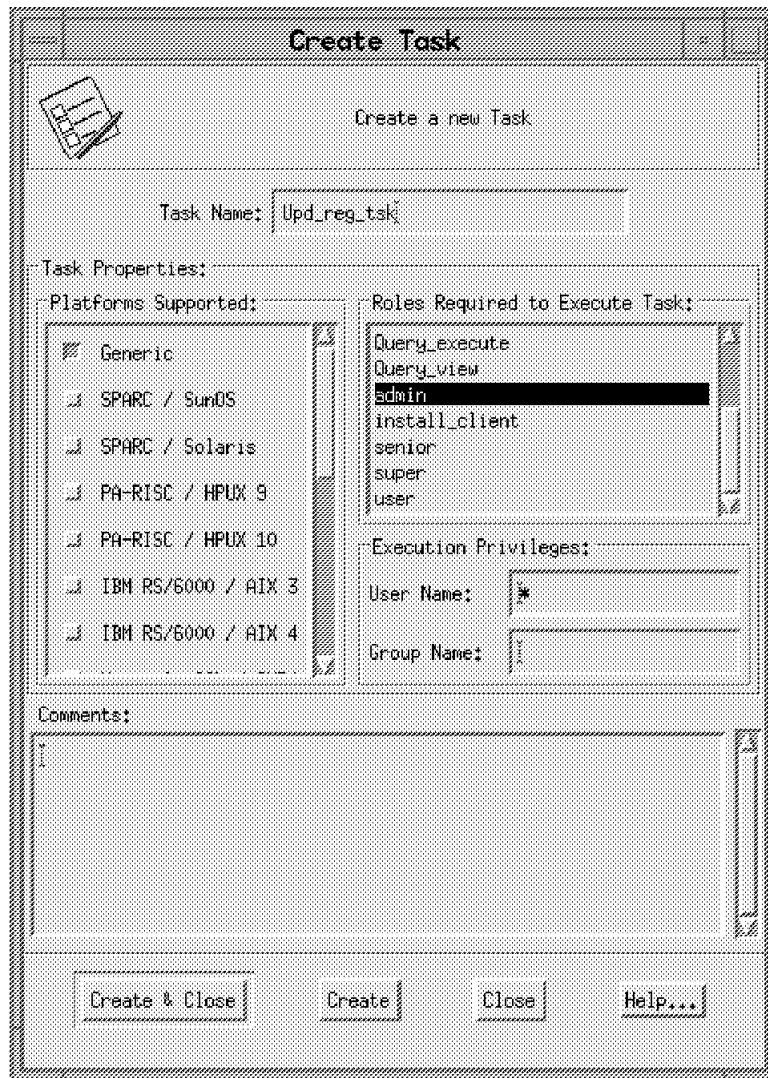 Create Task
Create a new Task
Task Name: Upd_reg_tsk
Task Properties:
Platforms Supported:
Generic
SPARC / SunOS
SPARC / Solaris
PA-RISC / HPUX 9
PA-RISC / HPUX 10
IBM RS/6000 / AIX 3
IBM RS/6000 / AIX 4
Roles Required to Execute Task:
Query_execute
Query_view
admin
install_client
senior
super
user
Execution Privileges:
User Name: *
Group Name:
Comments:
Create & Close
Create
Close
Help...